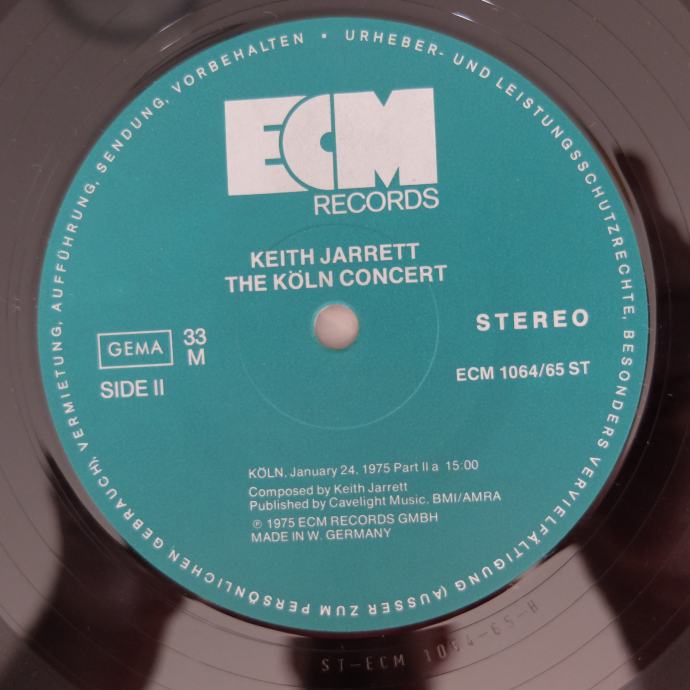 URHEBER- UND LEISTUNGSSCHUTZRECHTE, BESONDERS VERVIELFÄLTIGUNG (AUSSER ZUM PERSÖNLICHEN GEBRAUCH), VERMIETUNG, AUFFÜHRUNG, SENDUNG, VORBEHALTEN •
ECM
RECORDS
KEITH JARRETT
THE KÖLN CONCERT
STEREO
GEMA 33
M
SIDE II
ECM 1064/65 ST
KÖLN, January 24, 1975 Part II a 15:00
Composed by Keith Jarrett
Published by Cavelight Music. BMI/AMRA
℗ 1975 ECM RECORDS GMBH
MADE IN W. GERMANY
ST-ECM 1064-65-